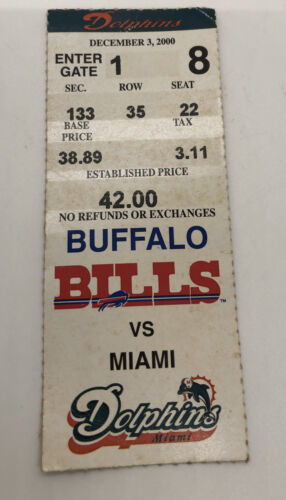 Dolphins
DECEMBER 3, 2000
ENTER GATE 1 8
SEC. ROW SEAT
133 35 22
BASE PRICE TAX
38.89 3.11
ESTABLISHED PRICE
42.00
NO REFUNDS OR EXCHANGES
BUFFALO
BILLS TM
VS
MIAMI
Dolphins
Miami